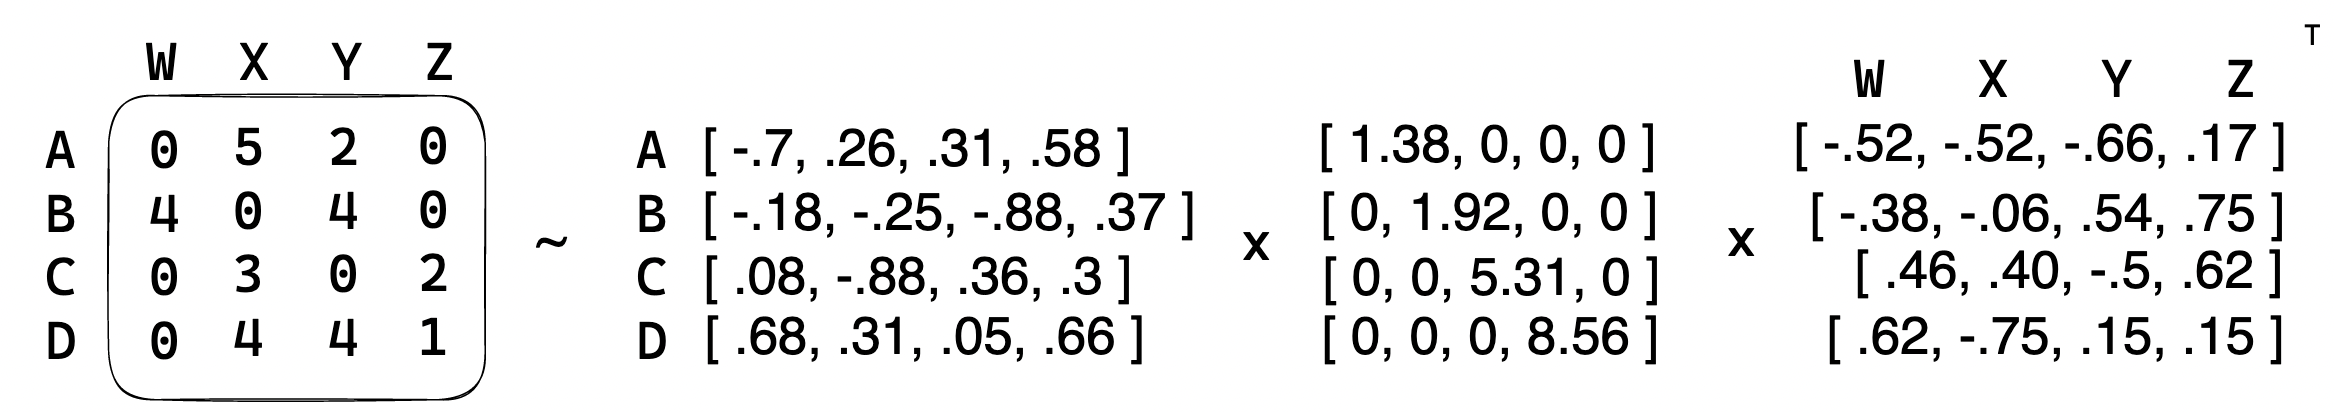 T
W X Y Z
W X Y Z
A 0 5 2 0 A [ -.7, .26, .31, .58 ] [ 1.38, 0, 0, 0 ] [ -.52, -.52, -.66, .17 ]
B 4 0 4 0 B [ -.18, -.25, -.88, .37 ] [ 0, 1.92, 0, 0 ] [ -.38, -.06, .54, .75 ]
~ x x
C 0 3 0 2 C [ .08, -.88, .36, .3 ] [ 0, 0, 5.31, 0 ] [ .46, .40, -.5, .62 ]
D 0 4 4 1 D [ .68, .31, .05, .66 ] [ 0, 0, 0, 8.56 ] [ .62, -.75, .15, .15 ]